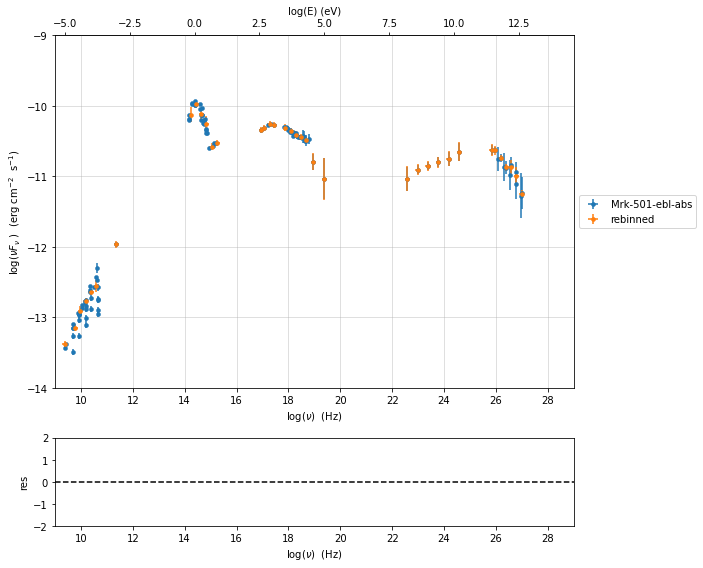 log(E) (eV)
−5.0 −2.5 0.0 2.5 5.0 7.5 10.0 12.5
−9
−10
−11
−12
−13
−14
log(νFν ) (erg cm⁻² s⁻¹)
10 12 14 16 18 20 22 24 26 28
log(ν) (Hz)
Mrk-501-ebl-abs
rebinned
2
1
0
−1
−2
res
10 12 14 16 18 20 22 24 26 28
log(ν) (Hz)